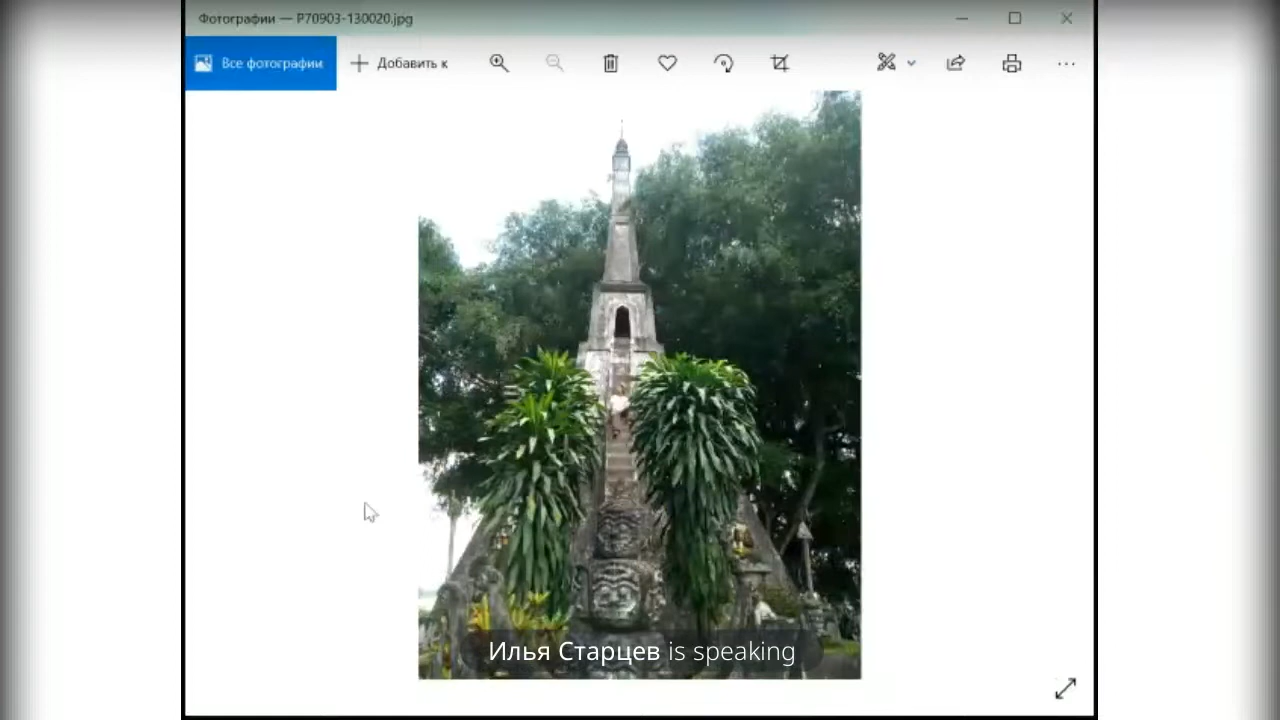 Фотографии — P70903-130020.jpg
Все фотографии
Добавить к
Илья Старцев is speaking